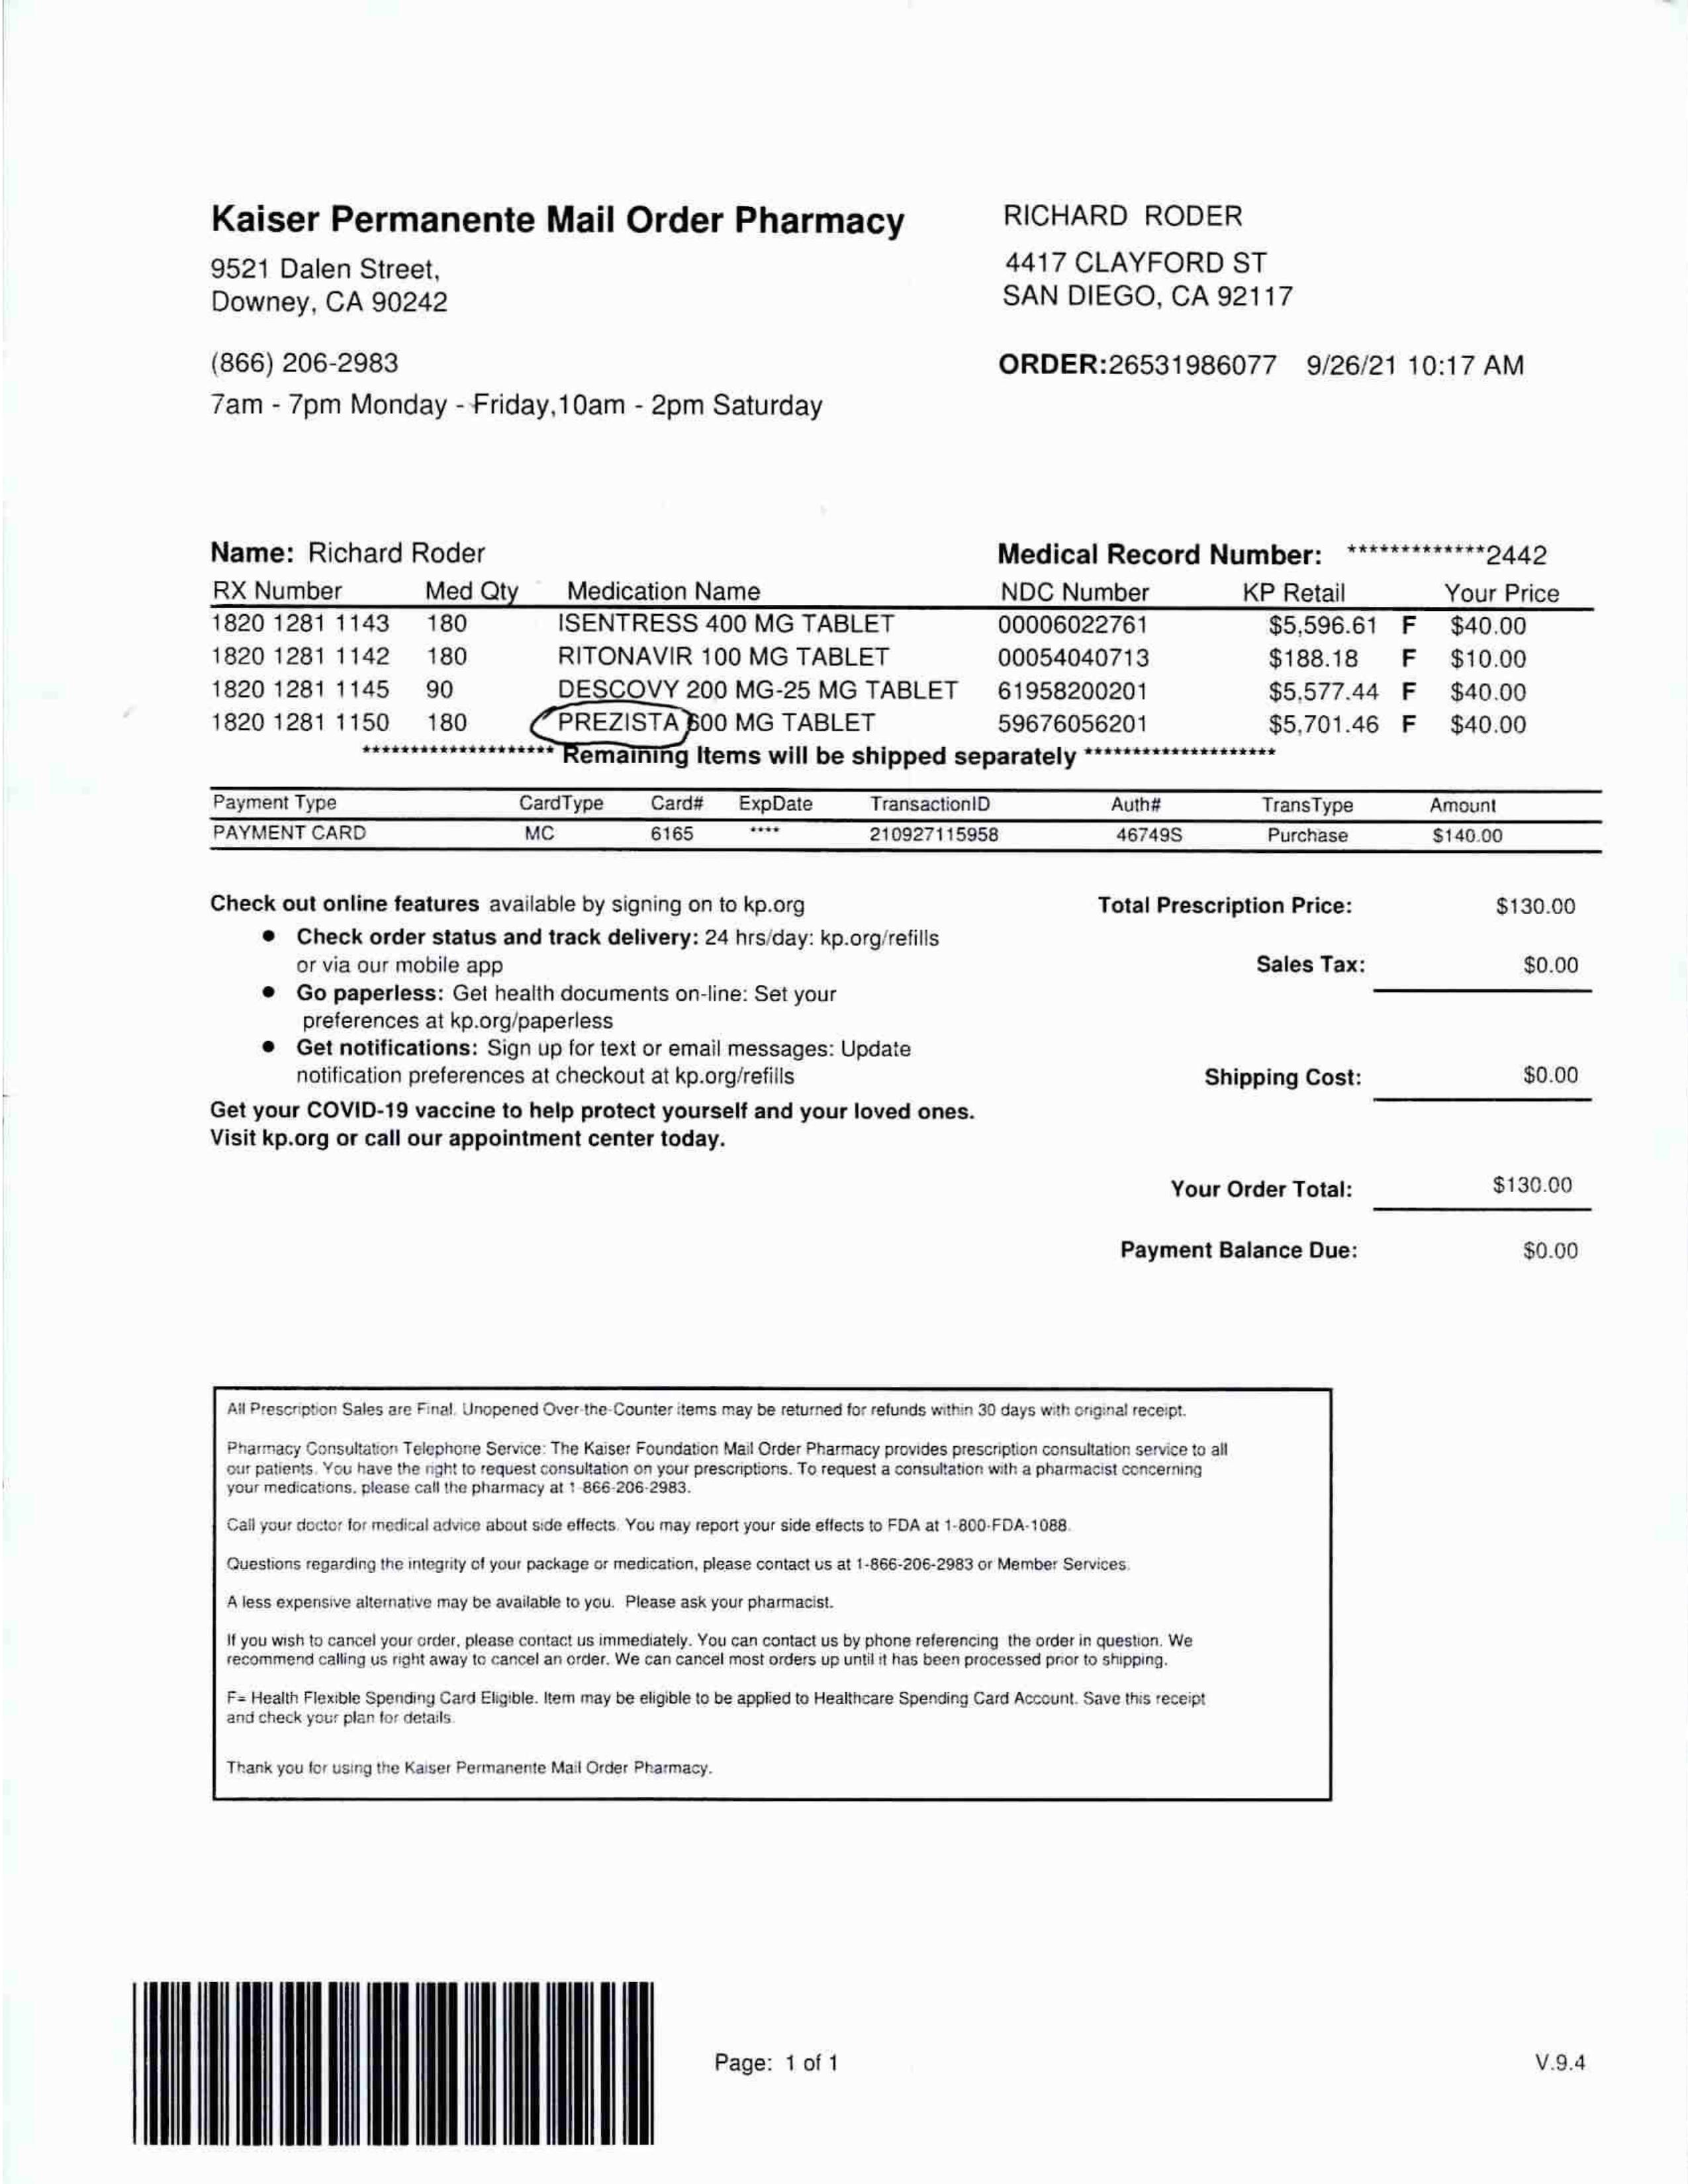 Kaiser Permanente Mail Order Pharmacy
9521 Dalen Street,
Downey, CA 90242
(866) 206-2983
7am - 7pm Monday - Friday,10am - 2pm Saturday
RICHARD RODER
4417 CLAYFORD ST
SAN DIEGO, CA 92117
ORDER:26531986077 9/26/21 10:17 AM
Name: Richard Roder Medical Record Number: *************2442
RX Number Med Qty Medication Name NDC Number KP Retail Your Price
1820 1281 1143 180 ISENTRESS 400 MG TABLET 00006022761 $5,596.61 F $40.00
1820 1281 1142 180 RITONAVIR 100 MG TABLET 00054040713 $188.18 F $10.00
1820 1281 1145 90 DESCOVY 200 MG-25 MG TABLET 61958200201 $5,577.44 F $40.00
1820 1281 1150 180 PREZISTA 600 MG TABLET 59676056201 $5,701.46 F $40.00
******************** Remaining Items will be shipped separately ********************
Payment Type CardType Card# ExpDate TransactionID Auth# TransType Amount
PAYMENT CARD MC 6165 **** 210927115958 46749S Purchase $140.00
Check out online features available by signing on to kp.org
● Check order status and track delivery: 24 hrs/day: kp.org/refills
or via our mobile app
● Go paperless: Get health documents on-line: Set your
preferences at kp.org/paperless
● Get notifications: Sign up for text or email messages: Update
notification preferences at checkout at kp.org/refills
Get your COVID-19 vaccine to help protect yourself and your loved ones.
Visit kp.org or call our appointment center today.
Total Prescription Price: $130.00
Sales Tax: $0.00
Shipping Cost: $0.00
Your Order Total: $130.00
Payment Balance Due: $0.00
All Prescription Sales are Final. Unopened Over-the-Counter items may be returned for refunds within 30 days with original receipt.
Pharmacy Consultation Telephone Service: The Kaiser Foundation Mail Order Pharmacy provides prescription consultation service to all
our patients. You have the right to request consultation on your prescriptions. To request a consultation with a pharmacist concerning
your medications, please call the pharmacy at 1-866-206-2983.
Call your doctor for medical advice about side effects. You may report your side effects to FDA at 1-800-FDA-1088.
Questions regarding the integrity of your package or medication, please contact us at 1-866-206-2983 or Member Services.
A less expensive alternative may be available to you. Please ask your pharmacist.
If you wish to cancel your order, please contact us immediately. You can contact us by phone referencing the order in question. We
recommend calling us right away to cancel an order. We can cancel most orders up until it has been processed prior to shipping.
F= Health Flexible Spending Card Eligible. Item may be eligible to be applied to Healthcare Spending Card Account. Save this receipt
and check your plan for details.
Thank you for using the Kaiser Permanente Mail Order Pharmacy.
Page: 1 of 1
V.9.4